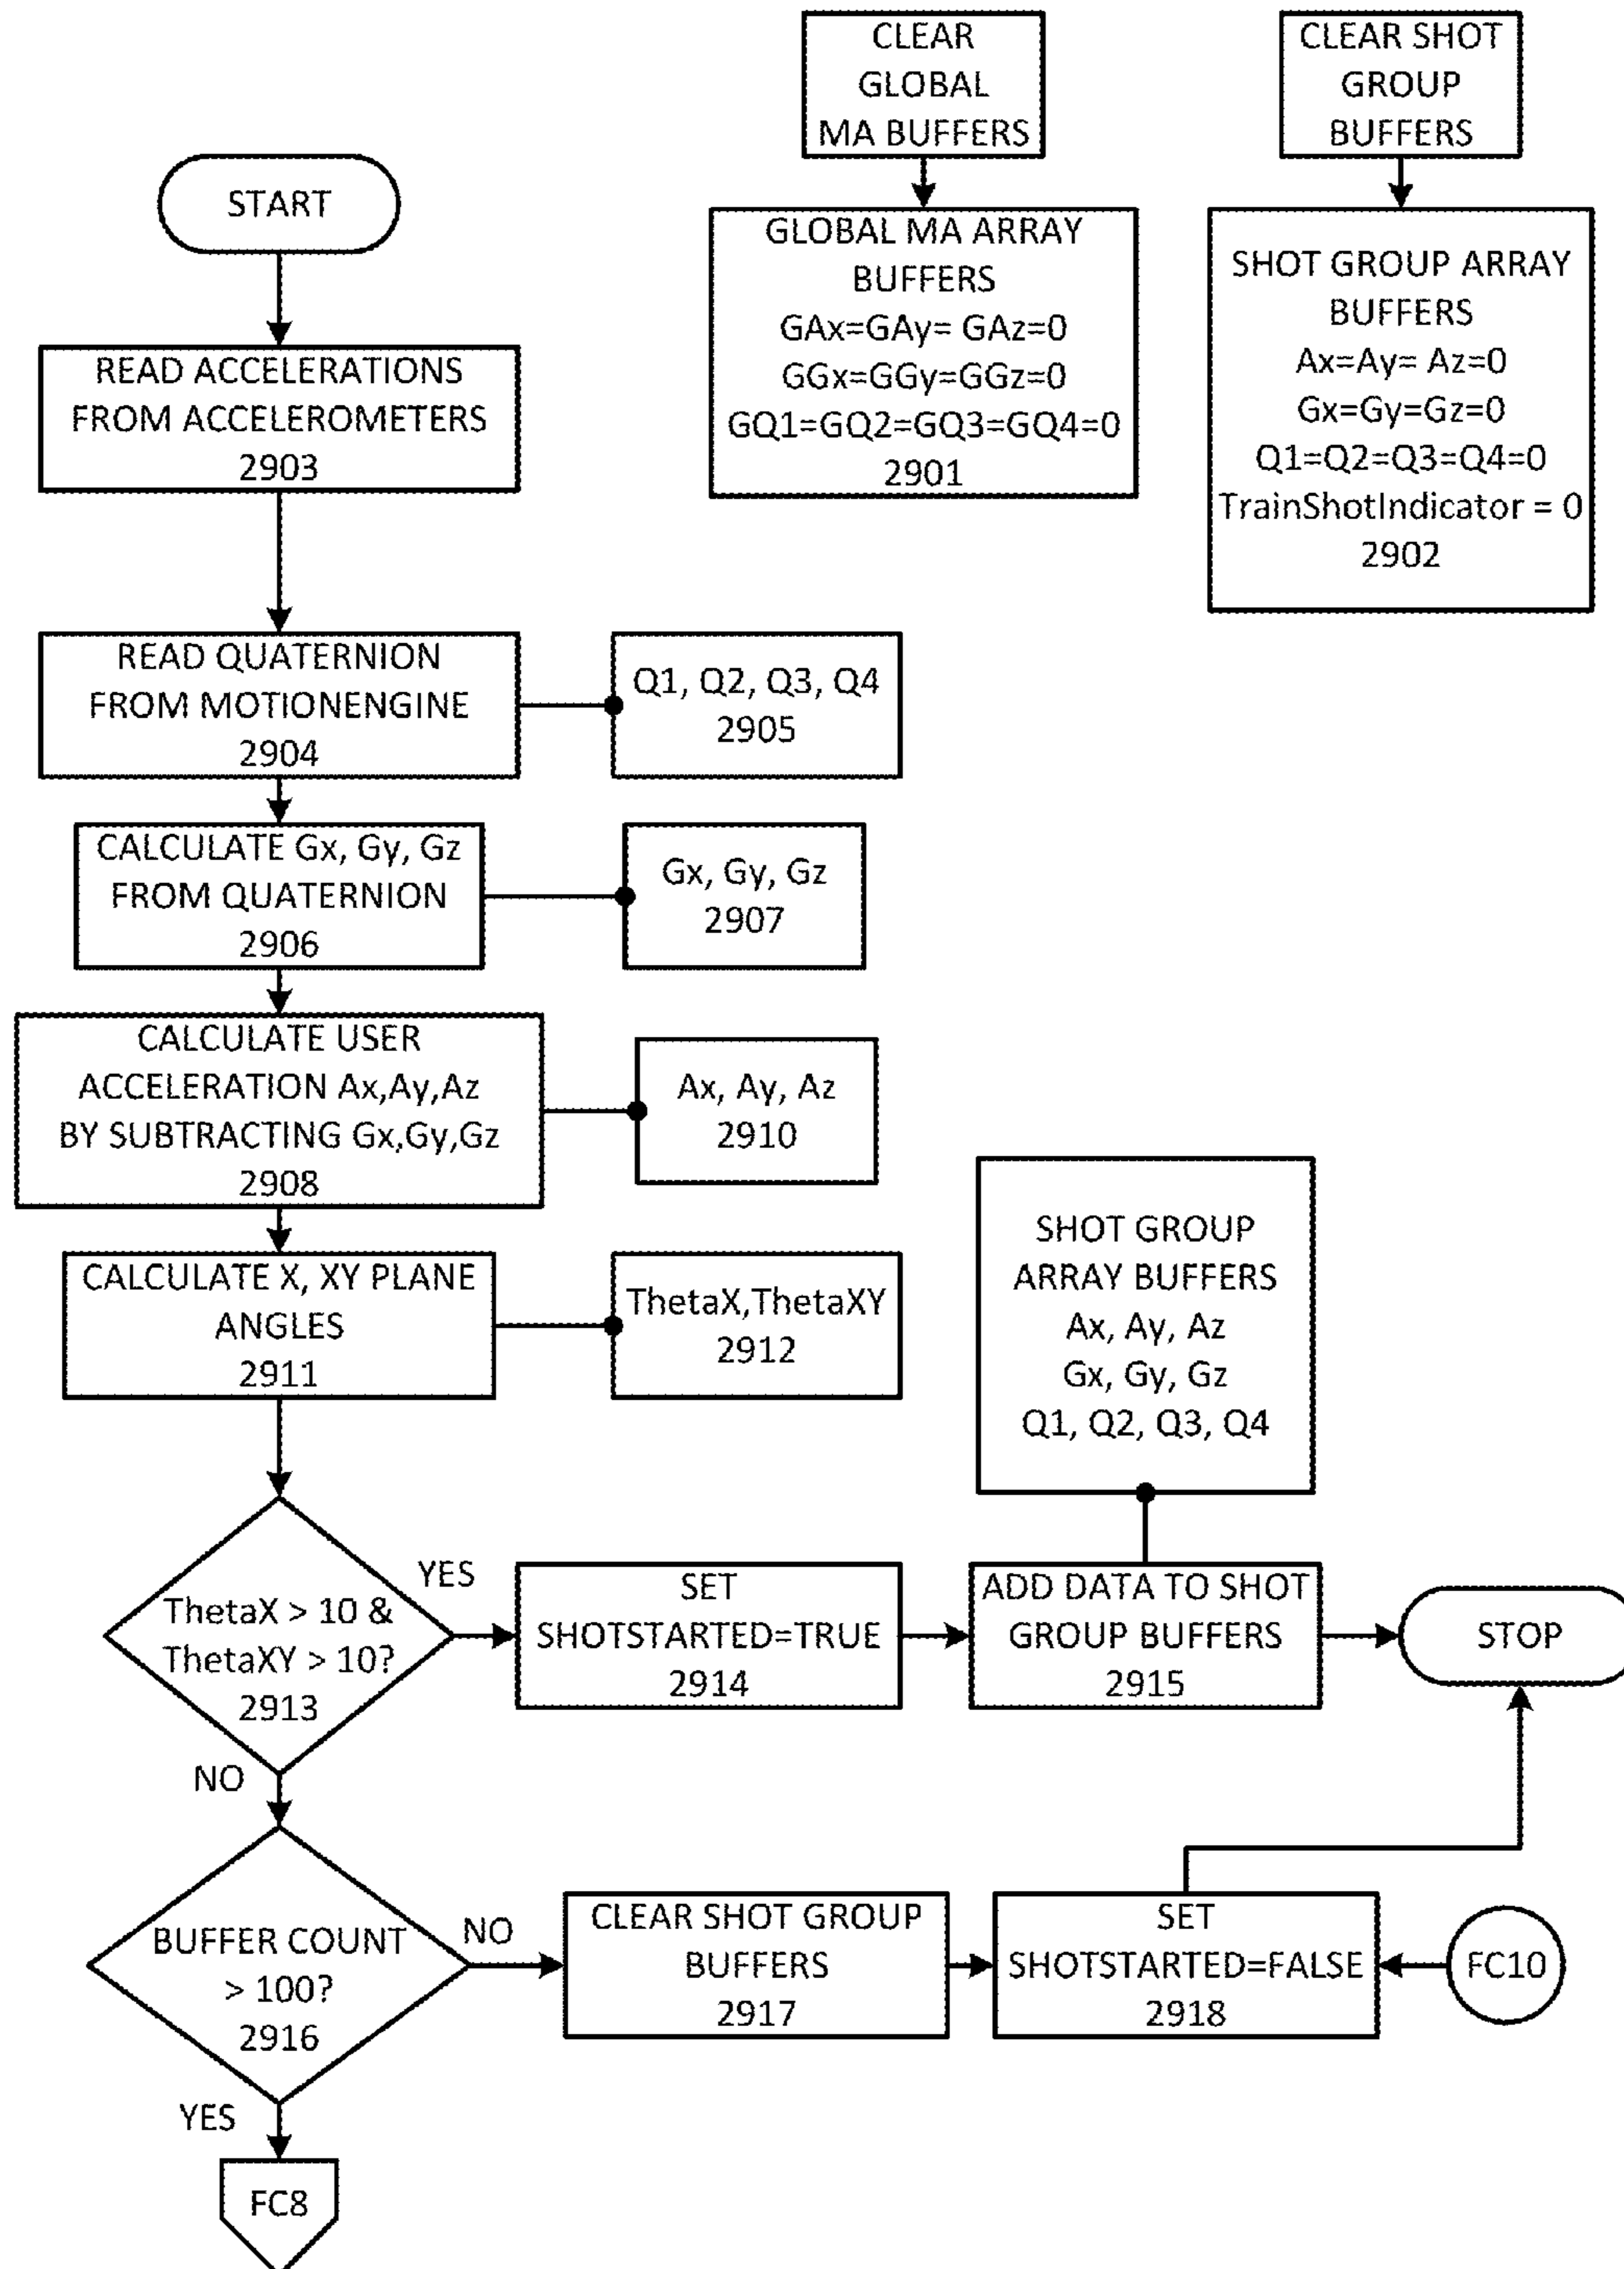 CLEAR
GLOBAL
MA BUFFERS
CLEAR SHOT
GROUP
BUFFERS
START
GLOBAL MA ARRAY
BUFFERS
GAx=GAy= GAz=0
GGx=GGy=GGz=0
GQ1=GQ2=GQ3=GQ4=0
2901
SHOT GROUP ARRAY
BUFFERS
Ax=Ay= Az=0
Gx=Gy=Gz=0
Q1=Q2=Q3=Q4=0
TrainShotIndicator = 0
2902
READ ACCELERATIONS
FROM ACCELEROMETERS
2903
READ QUATERNION
FROM MOTIONENGINE
2904
Q1, Q2, Q3, Q4
2905
CALCULATE Gx, Gy, Gz
FROM QUATERNION
2906
Gx, Gy, Gz
2907
CALCULATE USER
ACCELERATION Ax,Ay,Az
BY SUBTRACTING Gx,Gy,Gz
2908
Ax, Ay, Az
2910
CALCULATE X, XY PLANE
ANGLES
2911
ThetaX,ThetaXY
2912
SHOT GROUP
ARRAY BUFFERS
Ax, Ay, Az
Gx, Gy, Gz
Q1, Q2, Q3, Q4
ThetaX > 10 &
ThetaXY > 10?
2913
YES
SET
SHOTSTARTED=TRUE
2914
ADD DATA TO SHOT
GROUP BUFFERS
2915
STOP
NO
BUFFER COUNT
> 100?
2916
NO
CLEAR SHOT GROUP
BUFFERS
2917
SET
SHOTSTARTED=FALSE
2918
FC10
YES
FC8